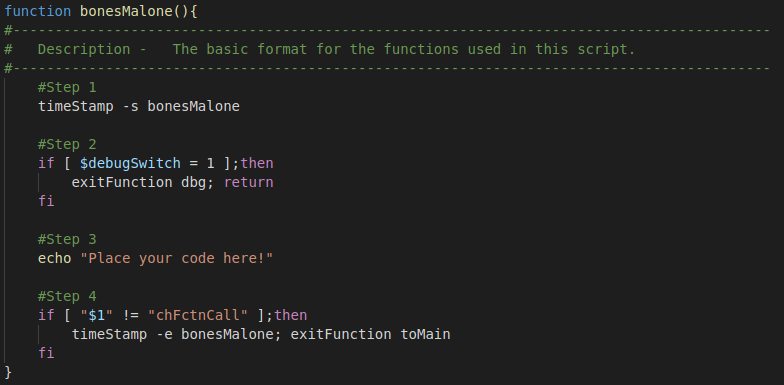 function bonesMalone(){
#------------------------------------------------------------------------------------------
#   Description -   The basic format for the functions used in this script.
#------------------------------------------------------------------------------------------
    #Step 1
    timeStamp -s bonesMalone

    #Step 2
    if [ $debugSwitch = 1 ];then
        exitFunction dbg; return
    fi

    #Step 3
    echo "Place your code here!"

    #Step 4
    if [ "$1" != "chFctnCall" ];then
        timeStamp -e bonesMalone; exitFunction toMain
    fi
}